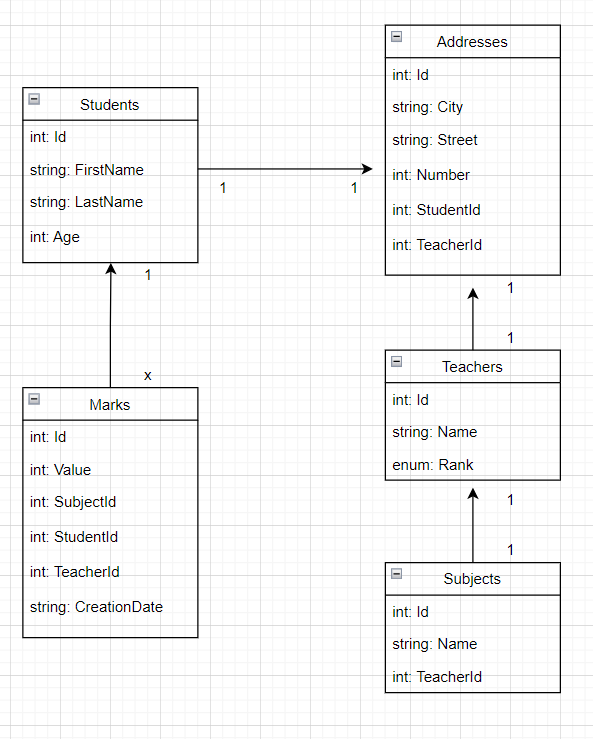 Addresses
int: Id
string: City
string: Street
int: Number
int: StudentId
int: TeacherId
Students
int: Id
string: FirstName
string: LastName
int: Age
1
1
1
x
1
1
Marks
int: Id
int: Value
int: SubjectId
int: StudentId
int: TeacherId
string: CreationDate
Teachers
int: Id
string: Name
enum: Rank
1
1
Subjects
int: Id
string: Name
int: TeacherId